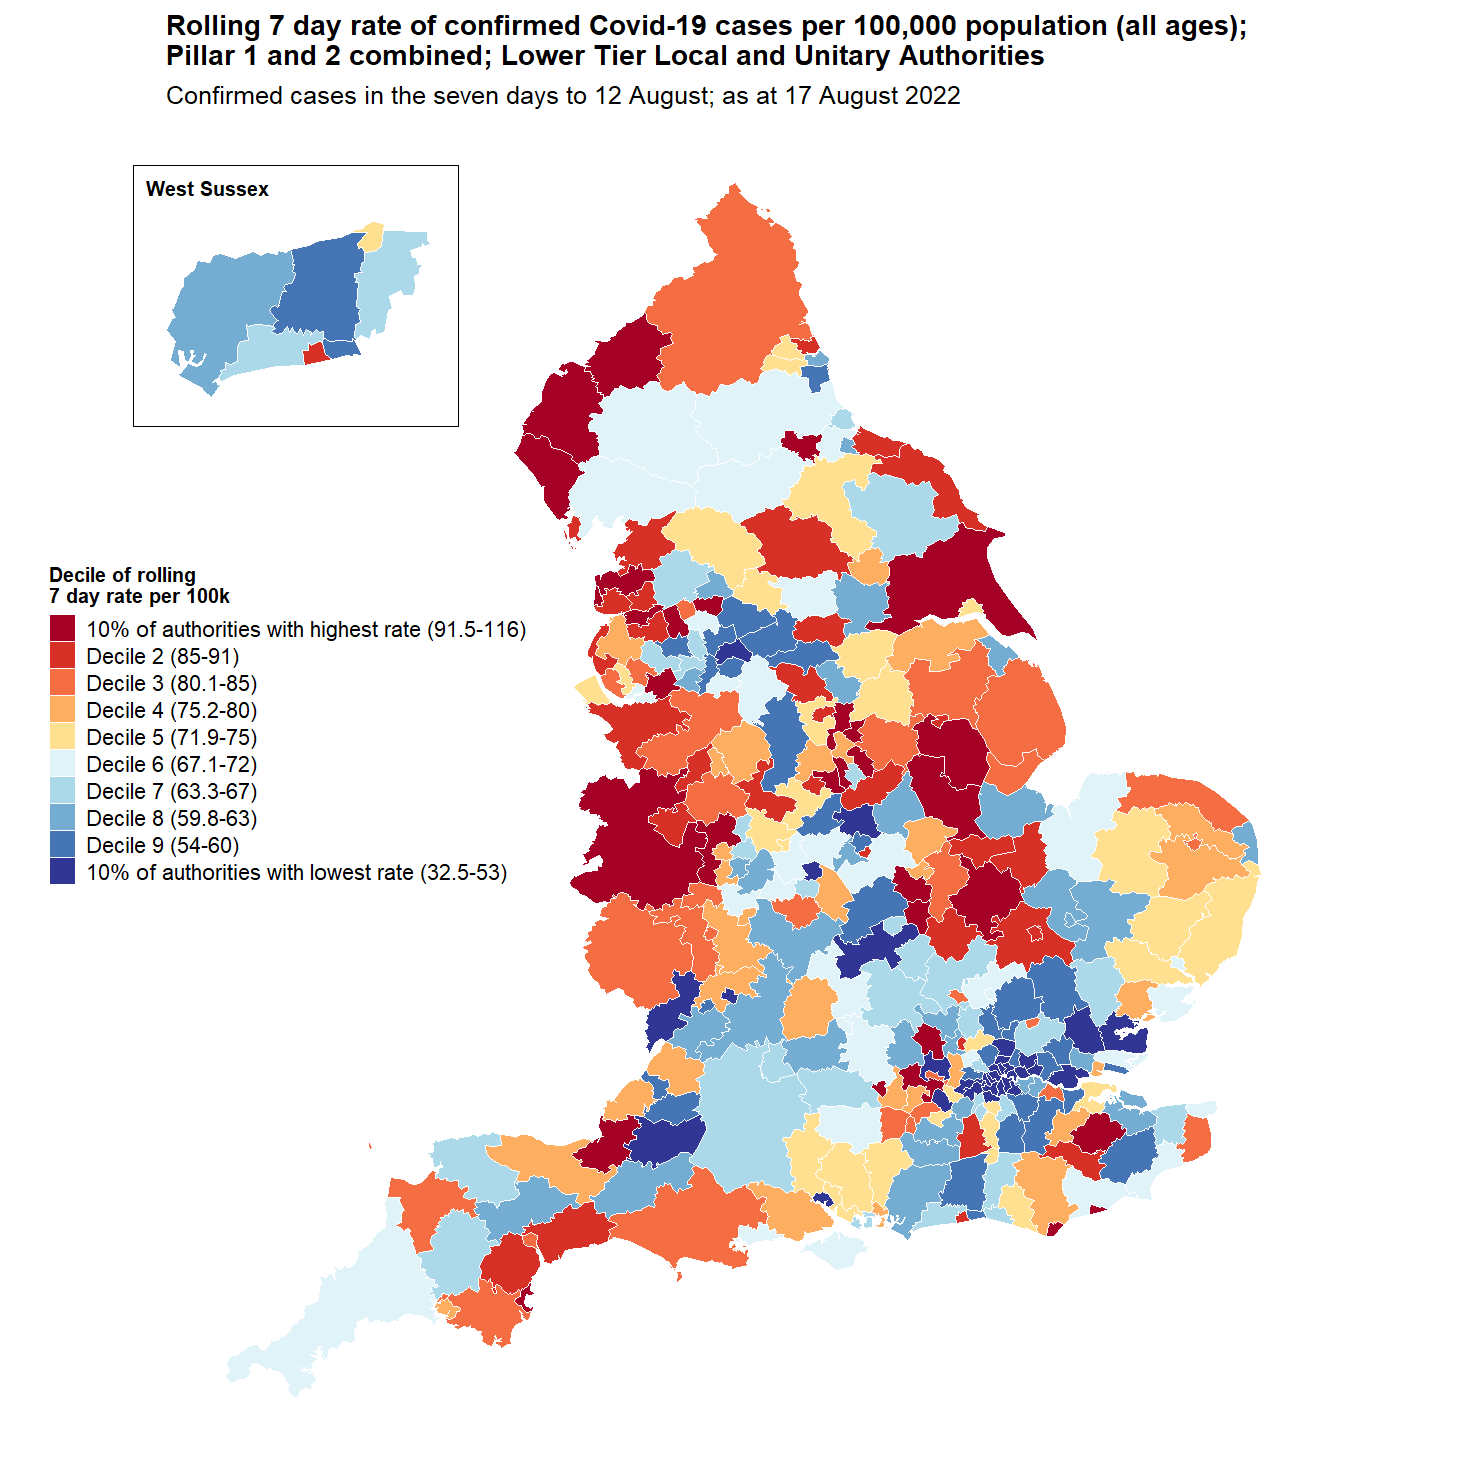 Rolling 7 day rate of confirmed Covid-19 cases per 100,000 population (all ages);
Pillar 1 and 2 combined; Lower Tier Local and Unitary Authorities
Confirmed cases in the seven days to 12 August; as at 17 August 2022
West Sussex
Decile of rolling
7 day rate per 100k
10% of authorities with highest rate (91.5-116)
Decile 2 (85-91)
Decile 3 (80.1-85)
Decile 4 (75.2-80)
Decile 5 (71.9-75)
Decile 6 (67.1-72)
Decile 7 (63.3-67)
Decile 8 (59.8-63)
Decile 9 (54-60)
10% of authorities with lowest rate (32.5-53)